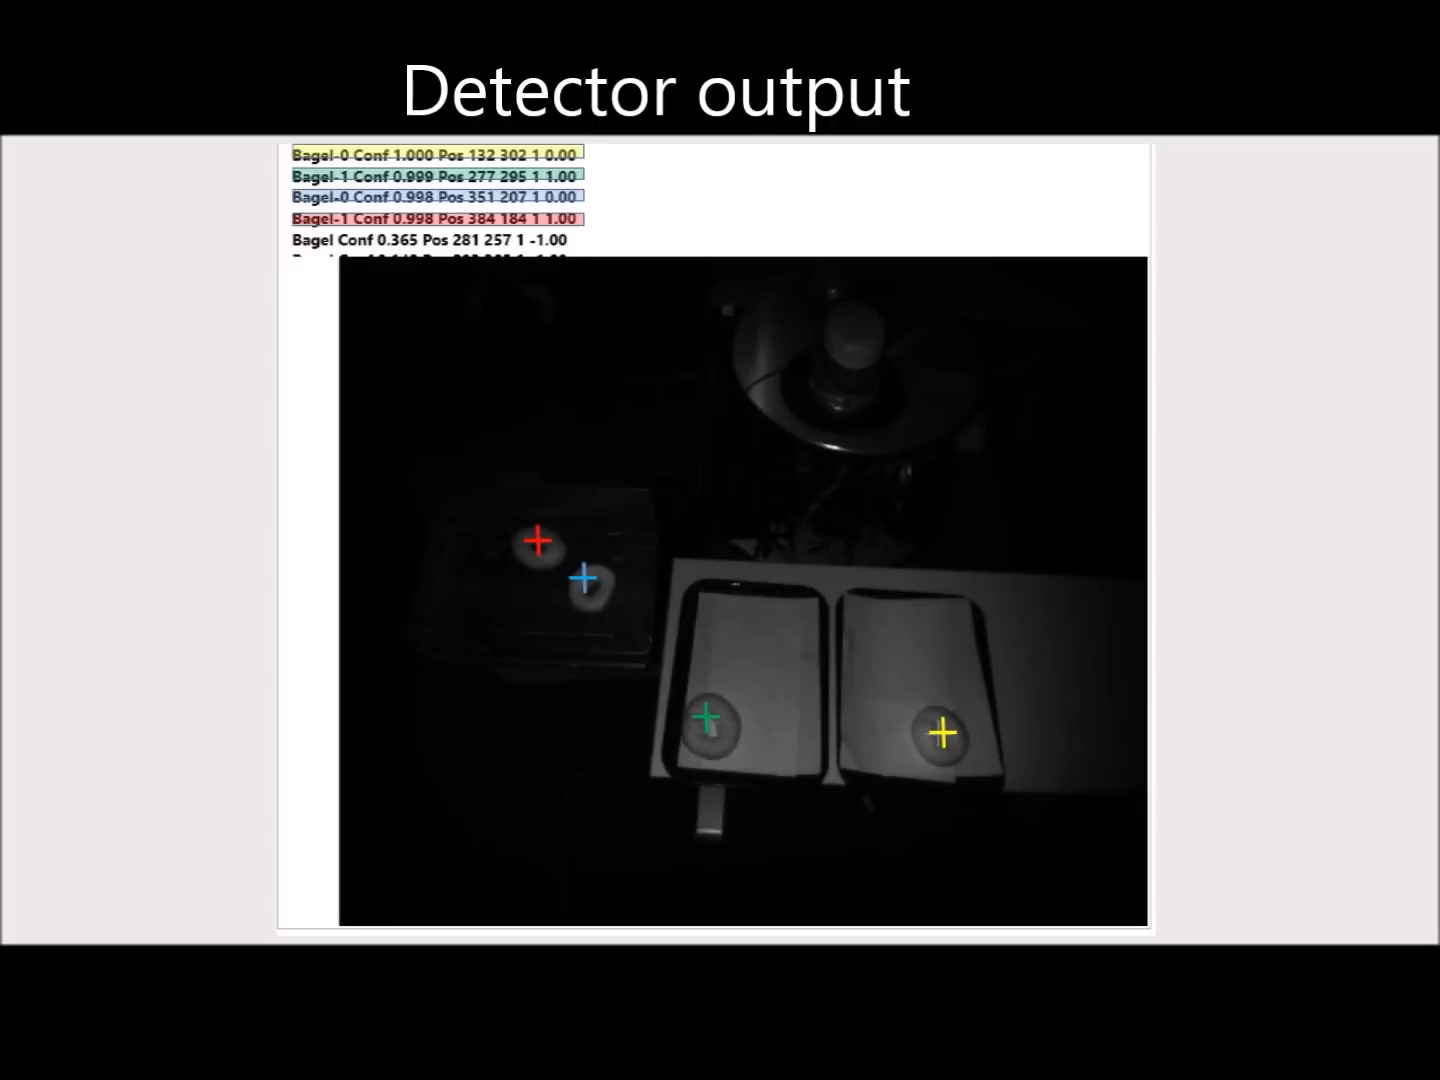 Detector output
Bagel-0 Conf 1.000 Pos 132 302 1 0.00
Bagel-1 Conf 0.999 Pos 277 295 1 1.00
Bagel-0 Conf 0.998 Pos 351 207 1 0.00
Bagel-1 Conf 0.998 Pos 384 184 1 1.00
Bagel Conf 0.365 Pos 281 257 1 -1.00